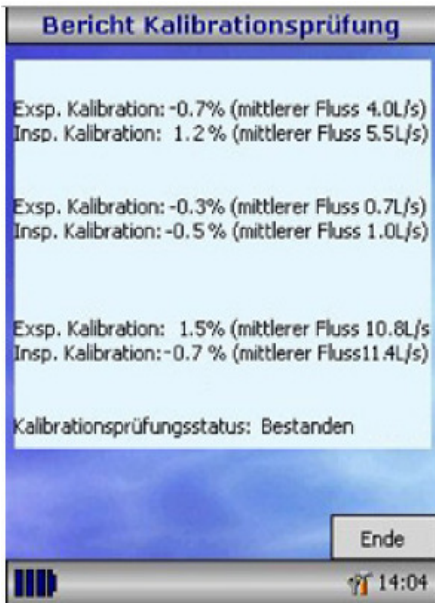 Bericht Kalibrationsprüfung
Exsp. Kalibration: -0.7% (mittlerer Fluss 4.0L/s)
Insp. Kalibration: 1.2 % (mittlerer Fluss 5.5L/s)
Exsp. Kalibration: -0.3% (mittlerer Fluss 0.7L/s)
Insp. Kalibration: -0.5 % (mittlerer Fluss 1.0L/s)
Exsp. Kalibration: 1.5% (mittlerer Fluss 10.8L/s
Insp. Kalibration: -0.7 % (mittlerer Fluss11.4L/s)
Kalibrationsprüfungsstatus: Bestanden
Ende
14:04